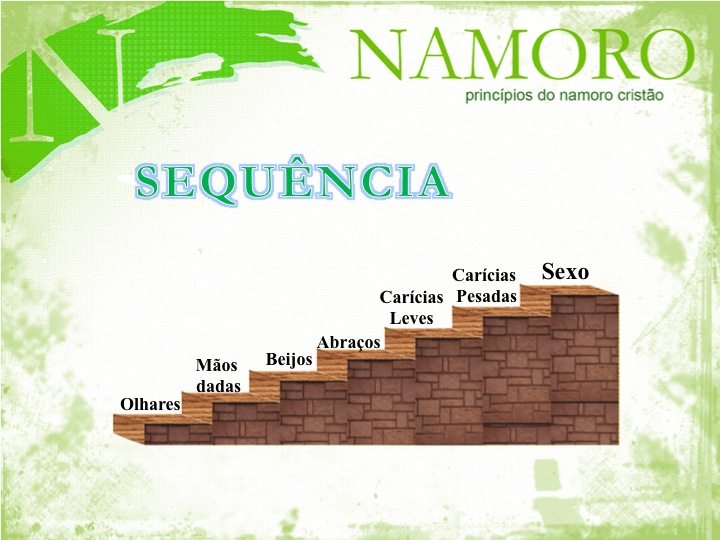 N
NAMORO
princípios do namoro cristão
SEQUÊNCIA
Sexo
Carícias
Pesadas
Carícias
Leves
Abraços
Beijos
Mãos
dadas
Olhares